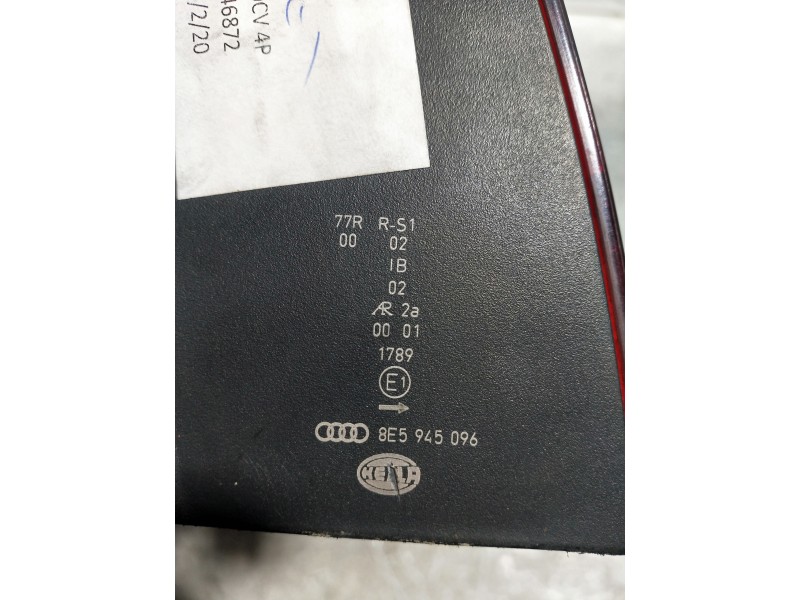 CV 4P
46872
/2/20
77R R-S1
00 02
IB
02
AR 2a
00 01
1789
E1
8E5 945 096
HELLA